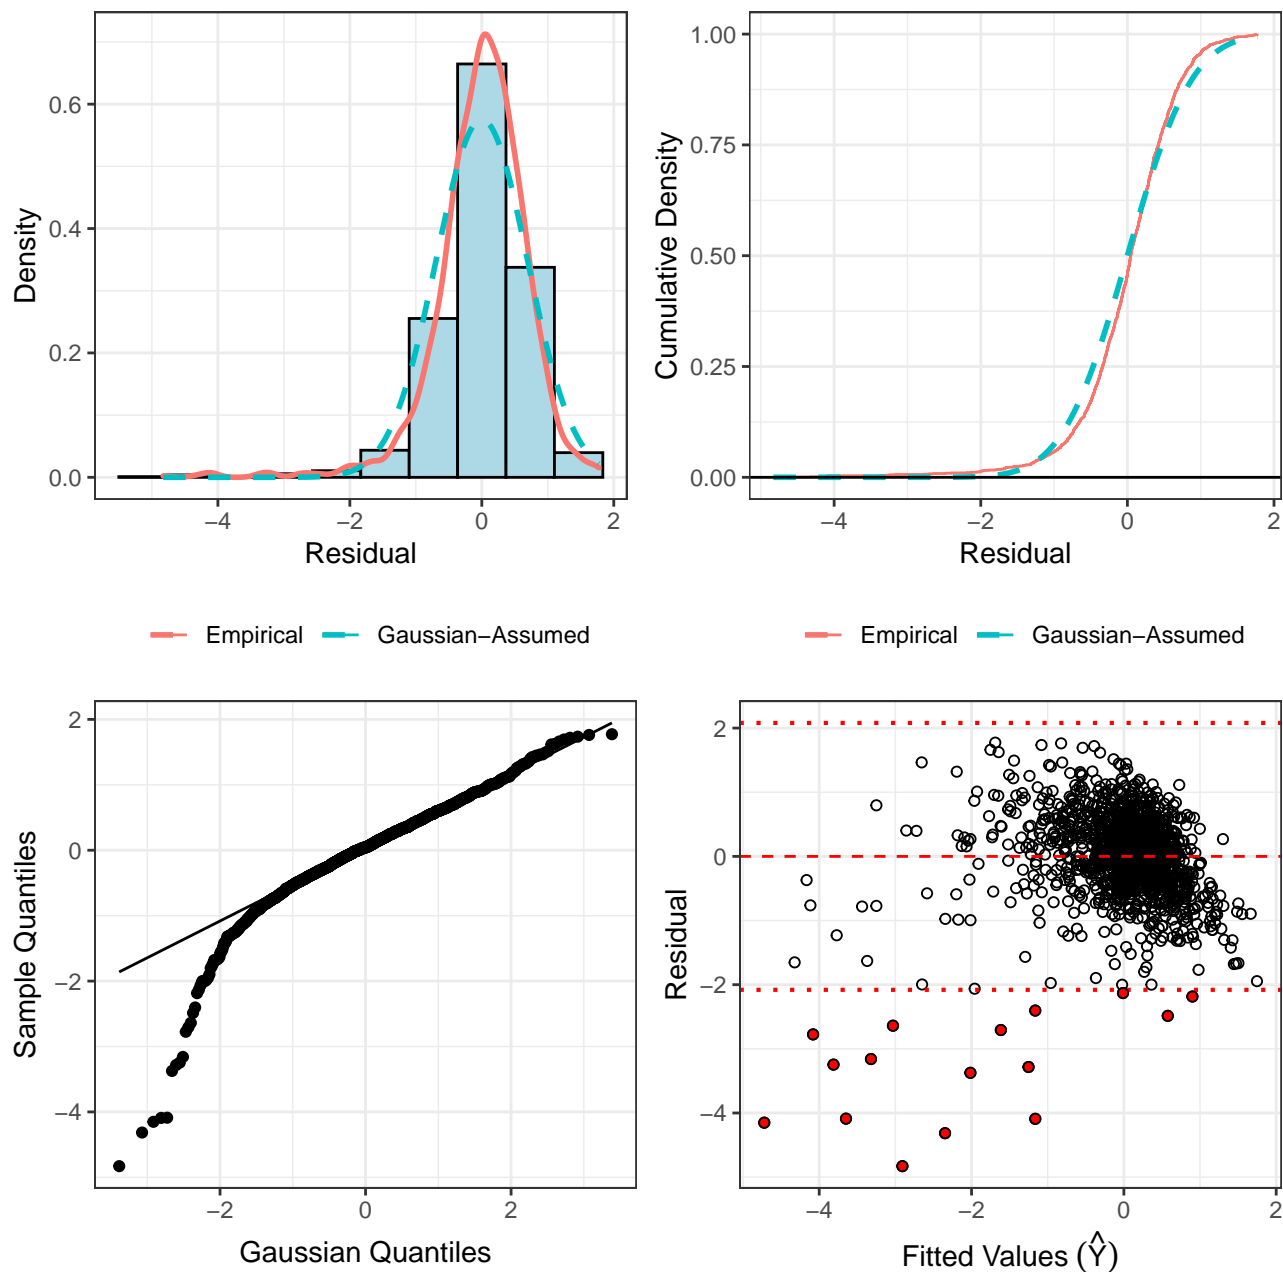 Density
0.6
0.4
0.2
0.0
−4
−2
0
2
Residual
Empirical
Gaussian−Assumed
Cumulative Density
1.00
0.75
0.50
0.25
0.00
−4
−2
0
Residual
Empirical
Gaussian−Assumed
Sample Quantiles
2
0
−2
−4
−2
0
2
Gaussian Quantiles
Residual
2
0
−2
−4
−4
−2
0
2
Fitted Values (Ŷ)